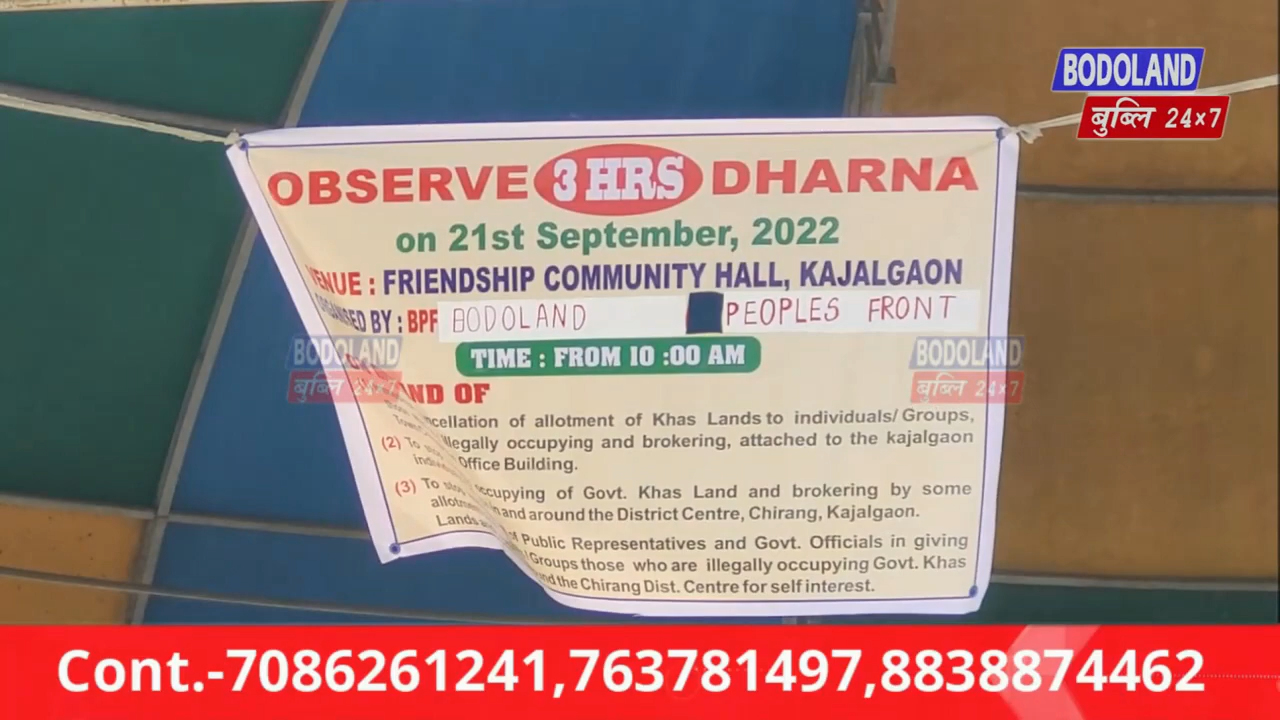 BODOLAND
बुब्लि 24×7
OBSERVE 3 HRS DHARNA
on 21st September, 2022
VENUE : FRIENDSHIP COMMUNITY HALL, KAJALGAON
BY : BPF BODOLAND PEOPLES FRONT
TIME : FROM 10 :00 AM
BODOLAND
बुब्लि 24×7
BODOLAND
बुब्लि 24×7
OF
of allotment of Khas Lands to individuals/ Groups,
(2) To occupying and brokering, attached to the kajalgaon
Office Building.
(3) To of Govt. Khas Land and brokering by some
and around the District Centre, Chirang, Kajalgaon.
Lands of Public Representatives and Govt. Officials in giving
Groups those who are illegally occupying Govt. Khas
the Chirang Dist. Centre for self interest.
Cont.-7086261241,763781497,8838874462